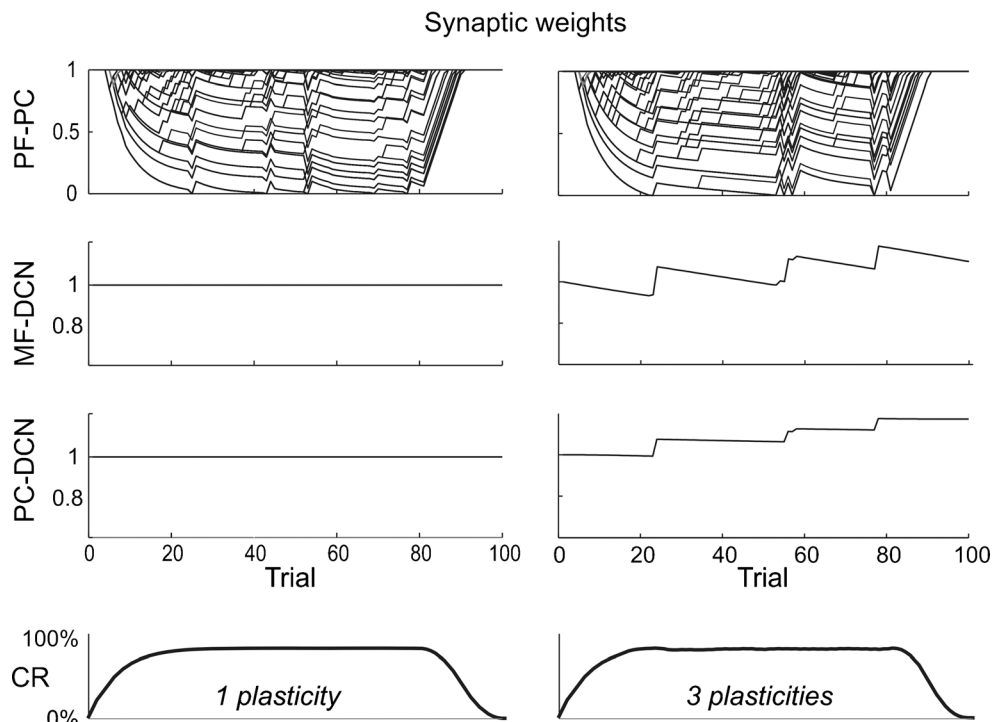 Synaptic weights
PF-PC
1
0.5
0
MF-DCN
1
0.8
PC-DCN
1
0.8
0 20 40 60 80 100
0 20 40 60 80 100
Trial
Trial
CR
100%
0%
1 plasticity
3 plasticities